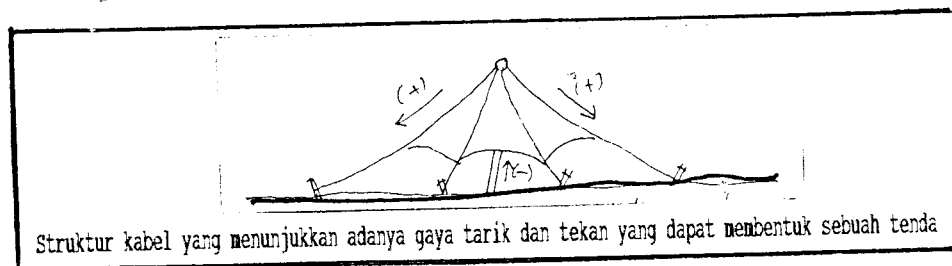 (+) (+)
(-)
Struktur kabel yang menunjukkan adanya gaya tarik dan tekan yang dapat membentuk sebuah tenda